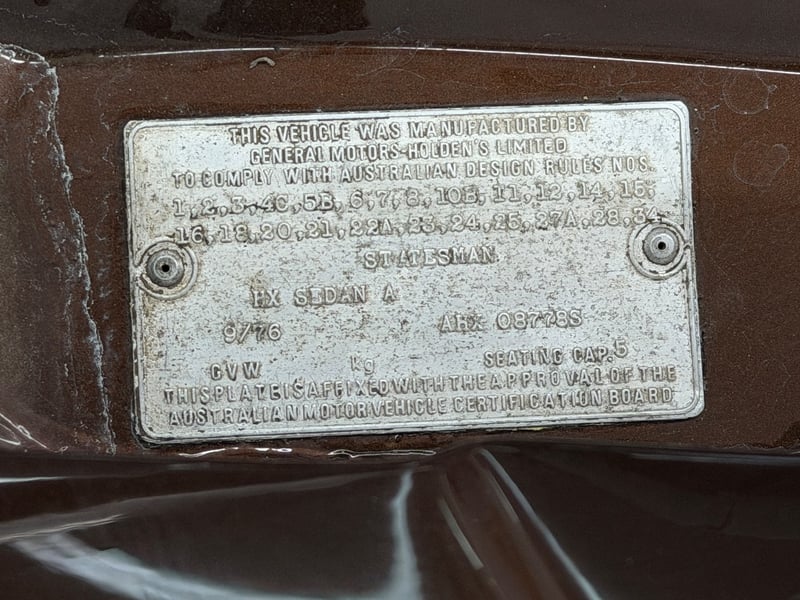 THIS VEHICLE WAS MANUFACTURED BY
GENERAL MOTORS-HOLDEN'S LIMITED
TO COMPLY WITH AUSTRALIAN DESIGN RULES NOS.
1,2,3,4C,5B,6,7,8,10B,11,12,14,15,
16,18,20,21,22A,23,24,25,27A,28,34
STATESMAN
HX SEDAN A
9/76 AHX 08778S
GVW kg SEATING CAP. 5
THIS PLATE IS AFFIXED WITH THE APPROVAL OF THE
AUSTRALIAN MOTOR VEHICLE CERTIFICATION BOARD